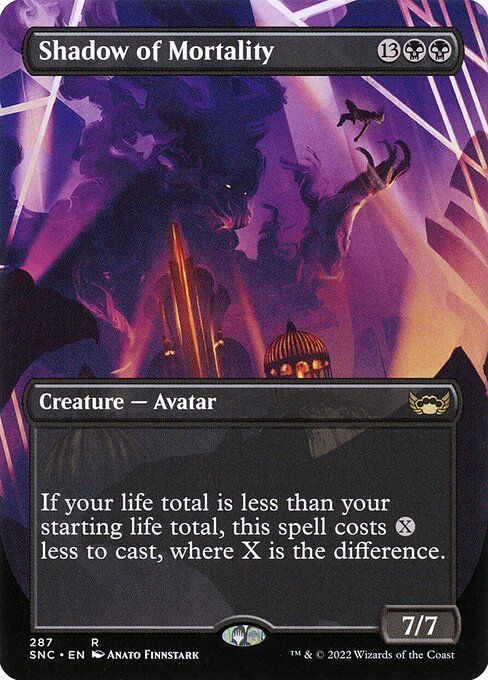 Shadow of Mortality 13
Creature — Avatar
If your life total is less than your
starting life total, this spell costs X
less to cast, where X is the difference.
7/7
287 R
SNC • EN ANATO FINNSTARK ™ & © 2022 Wizards of the Coast